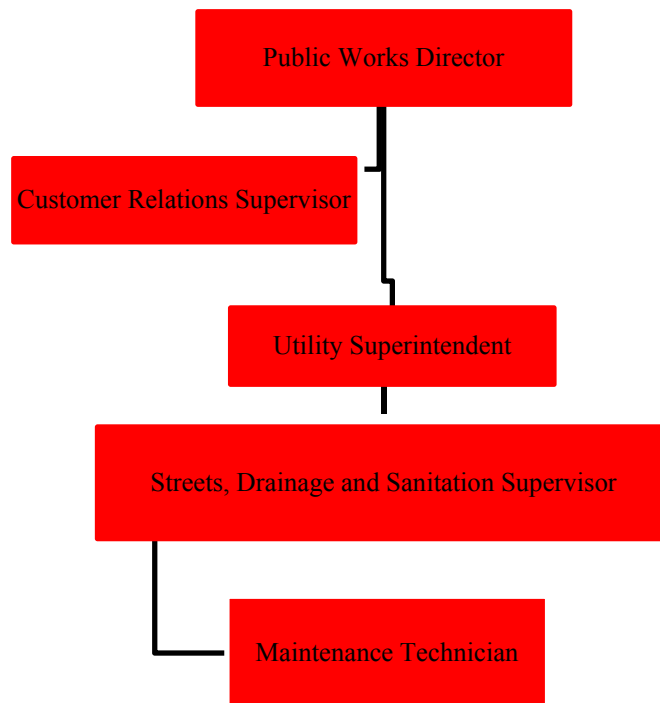 Public Works Director
Customer Relations Supervisor
Utility Superintendent
Streets, Drainage and Sanitation Supervisor
Maintenance Technician